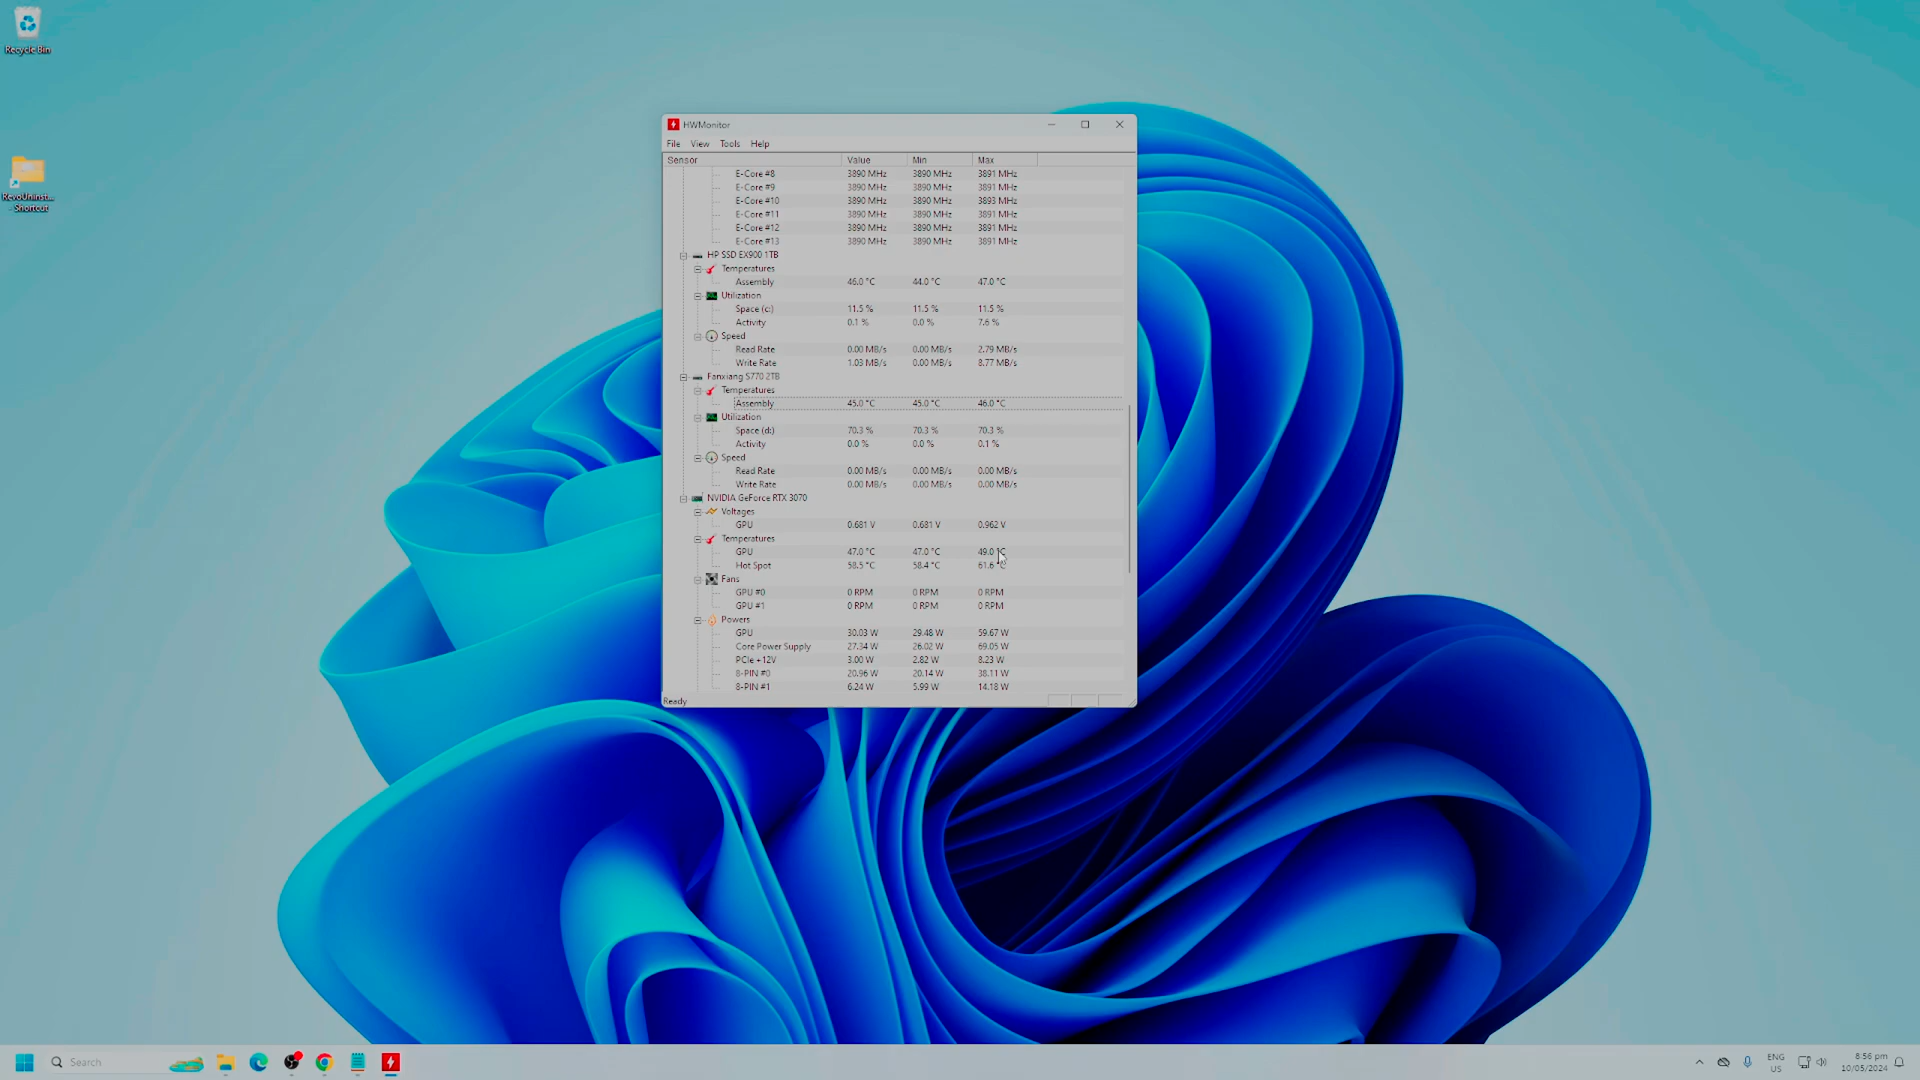 Recycle Bin
RevoUninst...
- Shortcut
HWMonitor
File View Tools Help
Sensor Value Min Max
E-Core #8 3890 MHz 3890 MHz 3891 MHz
E-Core #9 3890 MHz 3890 MHz 3891 MHz
E-Core #10 3890 MHz 3890 MHz 3893 MHz
E-Core #11 3890 MHz 3890 MHz 3891 MHz
E-Core #12 3890 MHz 3890 MHz 3891 MHz
E-Core #13 3890 MHz 3890 MHz 3891 MHz
HP SSD EX900 1TB
Temperatures
Assembly 46.0 °C 44.0 °C 47.0 °C
Utilization
Space (c:) 11.5 % 11.5 % 11.5 %
Activity 0.1 % 0.0 % 7.6 %
Speed
Read Rate 0.00 MB/s 0.00 MB/s 2.79 MB/s
Write Rate 1.03 MB/s 0.00 MB/s 8.77 MB/s
Fanxiang S770 2TB
Temperatures
Assembly 45.0 °C 45.0 °C 46.0 °C
Utilization
Space (d:) 70.3 % 70.3 % 70.3 %
Activity 0.0 % 0.0 % 0.1 %
Speed
Read Rate 0.00 MB/s 0.00 MB/s 0.00 MB/s
Write Rate 0.00 MB/s 0.00 MB/s 0.00 MB/s
NVIDIA GeForce RTX 3070
Voltages
GPU 0.681 V 0.681 V 0.962 V
Temperatures
GPU 47.0 °C 47.0 °C 49.0 °C
Hot Spot 58.5 °C 58.4 °C 61.6 °C
Fans
GPU #0 0 RPM 0 RPM 0 RPM
GPU #1 0 RPM 0 RPM 0 RPM
Powers
GPU 30.03 W 29.48 W 59.67 W
Core Power Supply 27.34 W 26.02 W 69.05 W
PCIe +12V 3.00 W 2.82 W 8.23 W
8-PIN #0 20.96 W 20.14 W 38.11 W
8-PIN #1 6.24 W 5.99 W 14.18 W
Ready
Search
ENG
US
8:56 pm
10/05/2024